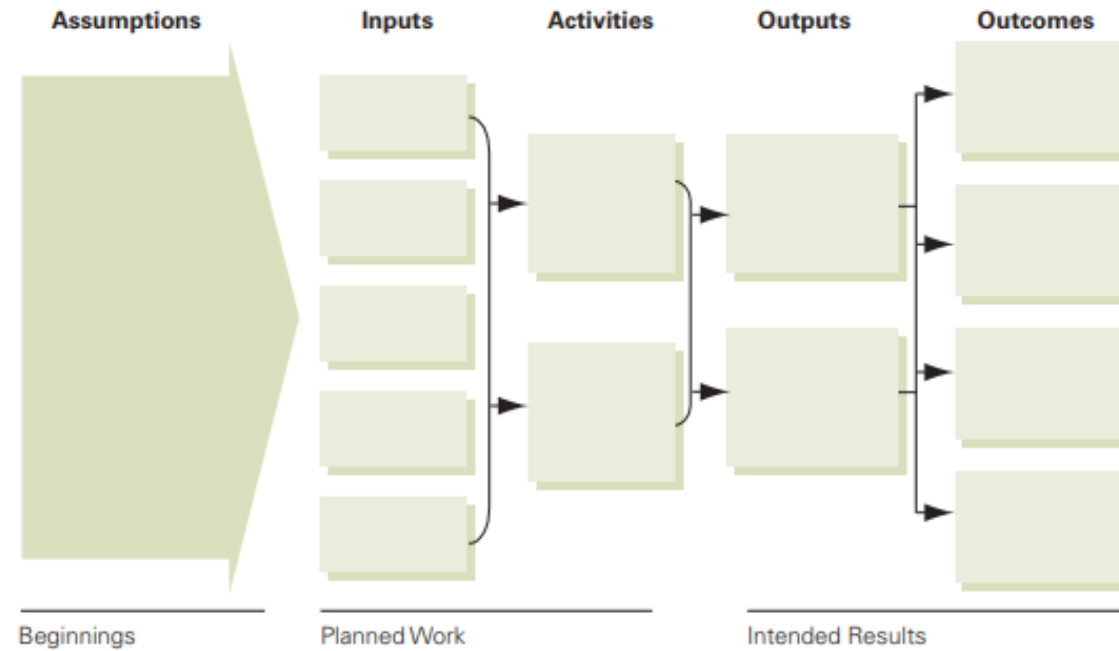 Assumptions Inputs Activities Outputs Outcomes
Beginnings Planned Work Intended Results